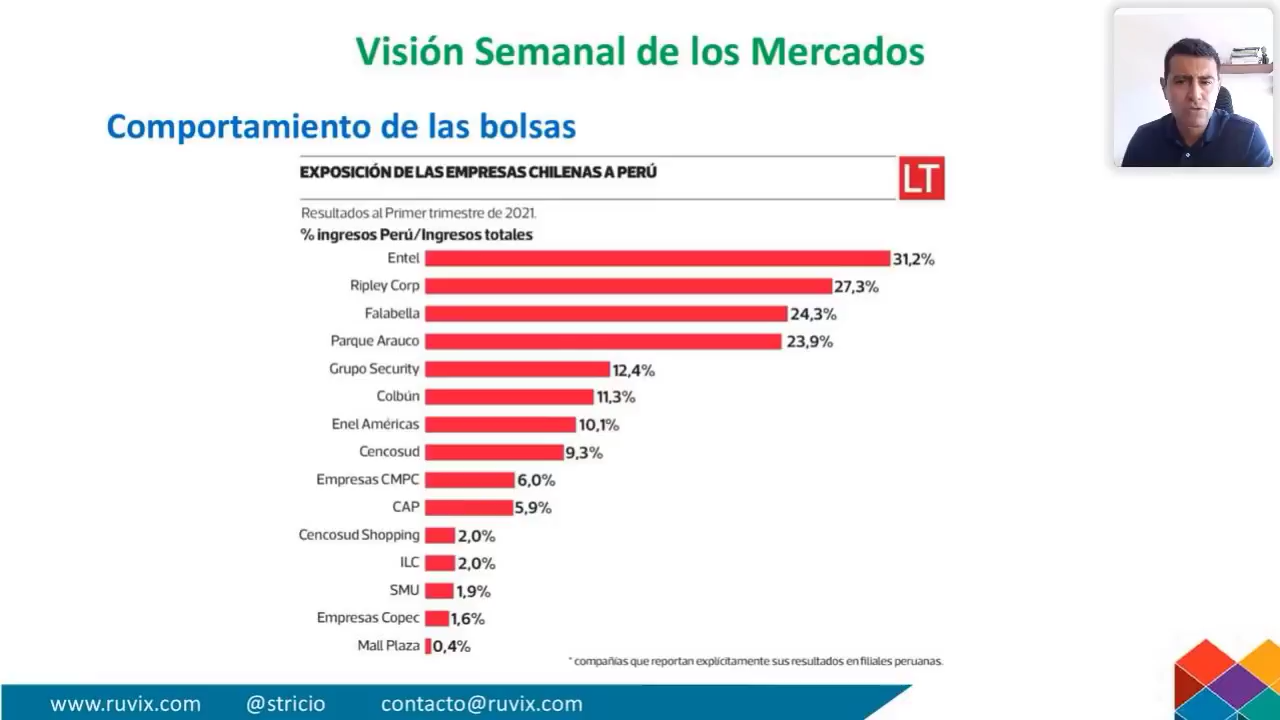 Visión Semanal de los Mercados
Comportamiento de las bolsas
EXPOSICIÓN DE LAS EMPRESAS CHILENAS A PERÚ
LT
Resultados al Primer trimestre de 2021.
% ingresos Perú/Ingresos totales
Entel 31,2%
Ripley Corp 27,3%
Falabella 24,3%
Parque Arauco 23,9%
Grupo Security 12,4%
Colbún 11,3%
Enel Américas 10,1%
Cencosud 9,3%
Empresas CMPC 6,0%
CAP 5,9%
Cencosud Shopping 2,0%
ILC 2,0%
SMU 1,9%
Empresas Copec 1,6%
Mall Plaza 0,4%
* compañías que reportan explícitamente sus resultados en filiales peruanas.
www.ruvix.com @stricio contacto@ruvix.com